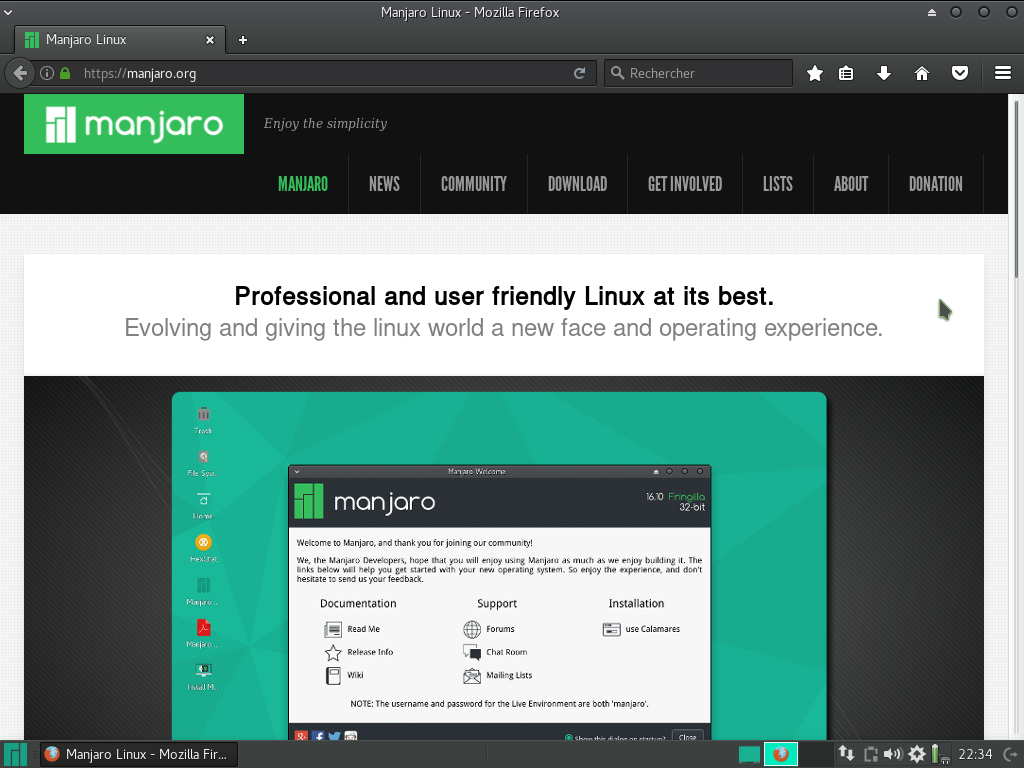 Manjaro Linux - Mozilla Firefox
Manjaro Linux
https://manjaro.org
Rechercher
manjaro
Enjoy the simplicity
MANJARO
NEWS
COMMUNITY
DOWNLOAD
GET INVOLVED
LISTS
ABOUT
DONATION
Professional and user friendly Linux at its best.
Evolving and giving the linux world a new face and operating experience.
Trash
File Syst...
Home
HexChat
Manjaro ...
Manjaro...
Install M...
Manjaro Welcome
manjaro
16.10 Fringilla
32-bit
Welcome to Manjaro, and thank you for joining our community!
We, the Manjaro Developers, hope that you will enjoy using Manjaro as much as we enjoy building it. The
links below will help you get started with your new operating system. So enjoy the experience, and don't
hesitate to send us your feedback.
Documentation
Support
Installation
Read Me
Forums
use Calamares
Release Info
Chat Room
Wiki
Mailing Lists
NOTE: The username and password for the Live Environment are both 'manjaro'.
Show this dialog on startup?
Close
Manjaro Linux - Mozilla Fir...
22:34